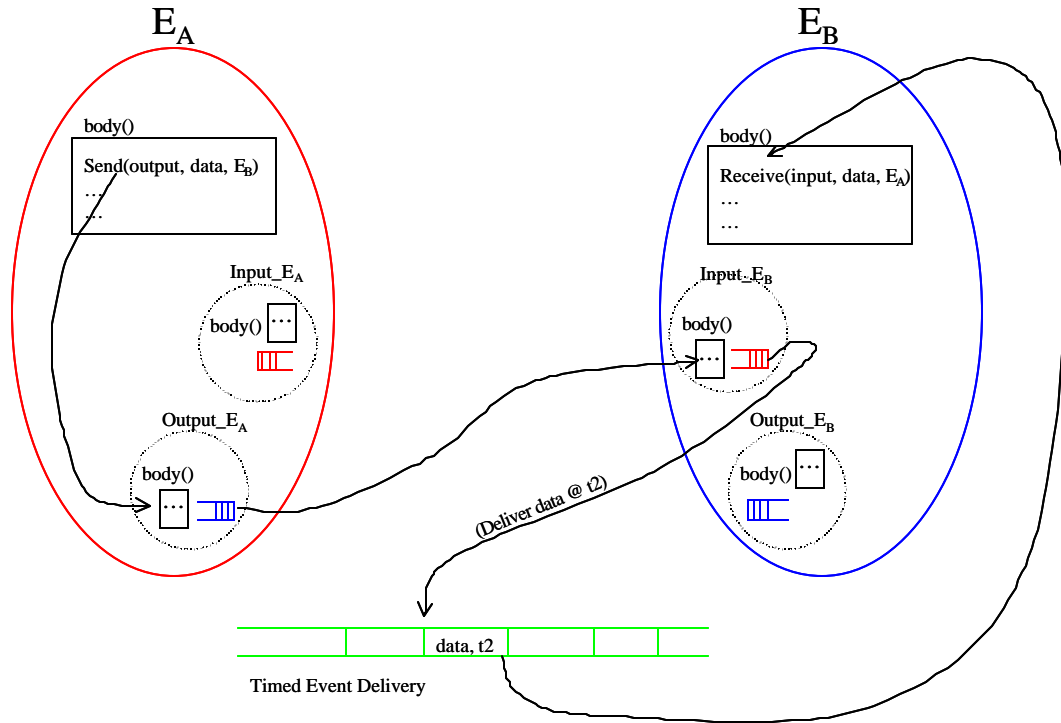 E_A
body()
Send(output, data, E_B)
...
...
Input_E_A
body()
...
Output_E_A
body()
...
E_B
body()
Receive(input, data, E_A)
...
...
Input_E_B
body()
...
Output_E_B
body()
...
(Deliver data @ t2)
data, t2
Timed Event Delivery